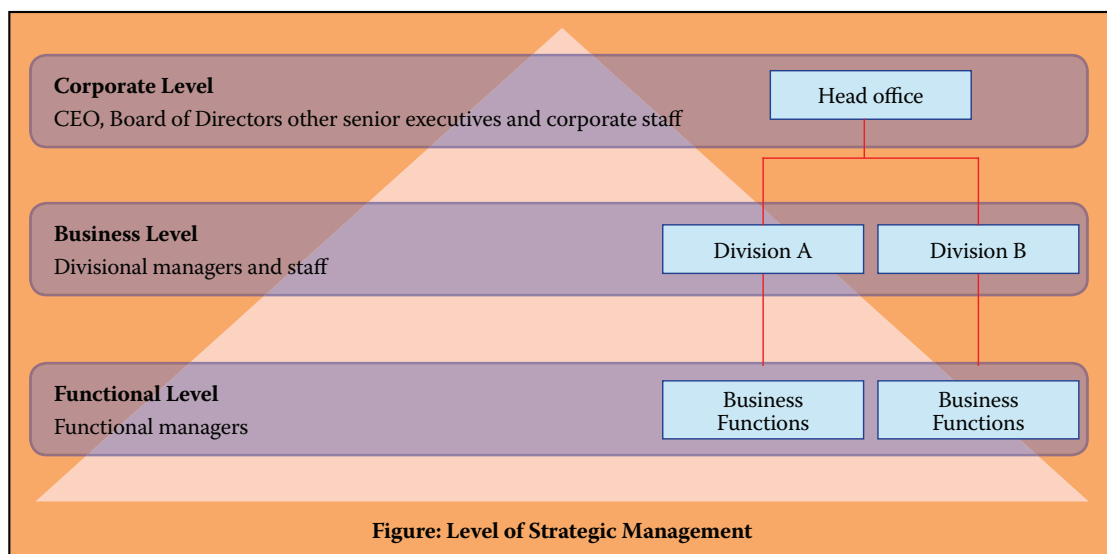 Corporate Level
CEO, Board of Directors other senior executives and corporate staff
Head office
Business Level
Divisional managers and staff
Division A
Division B
Functional Level
Functional managers
Business
Functions
Business
Functions
Figure: Level of Strategic Management